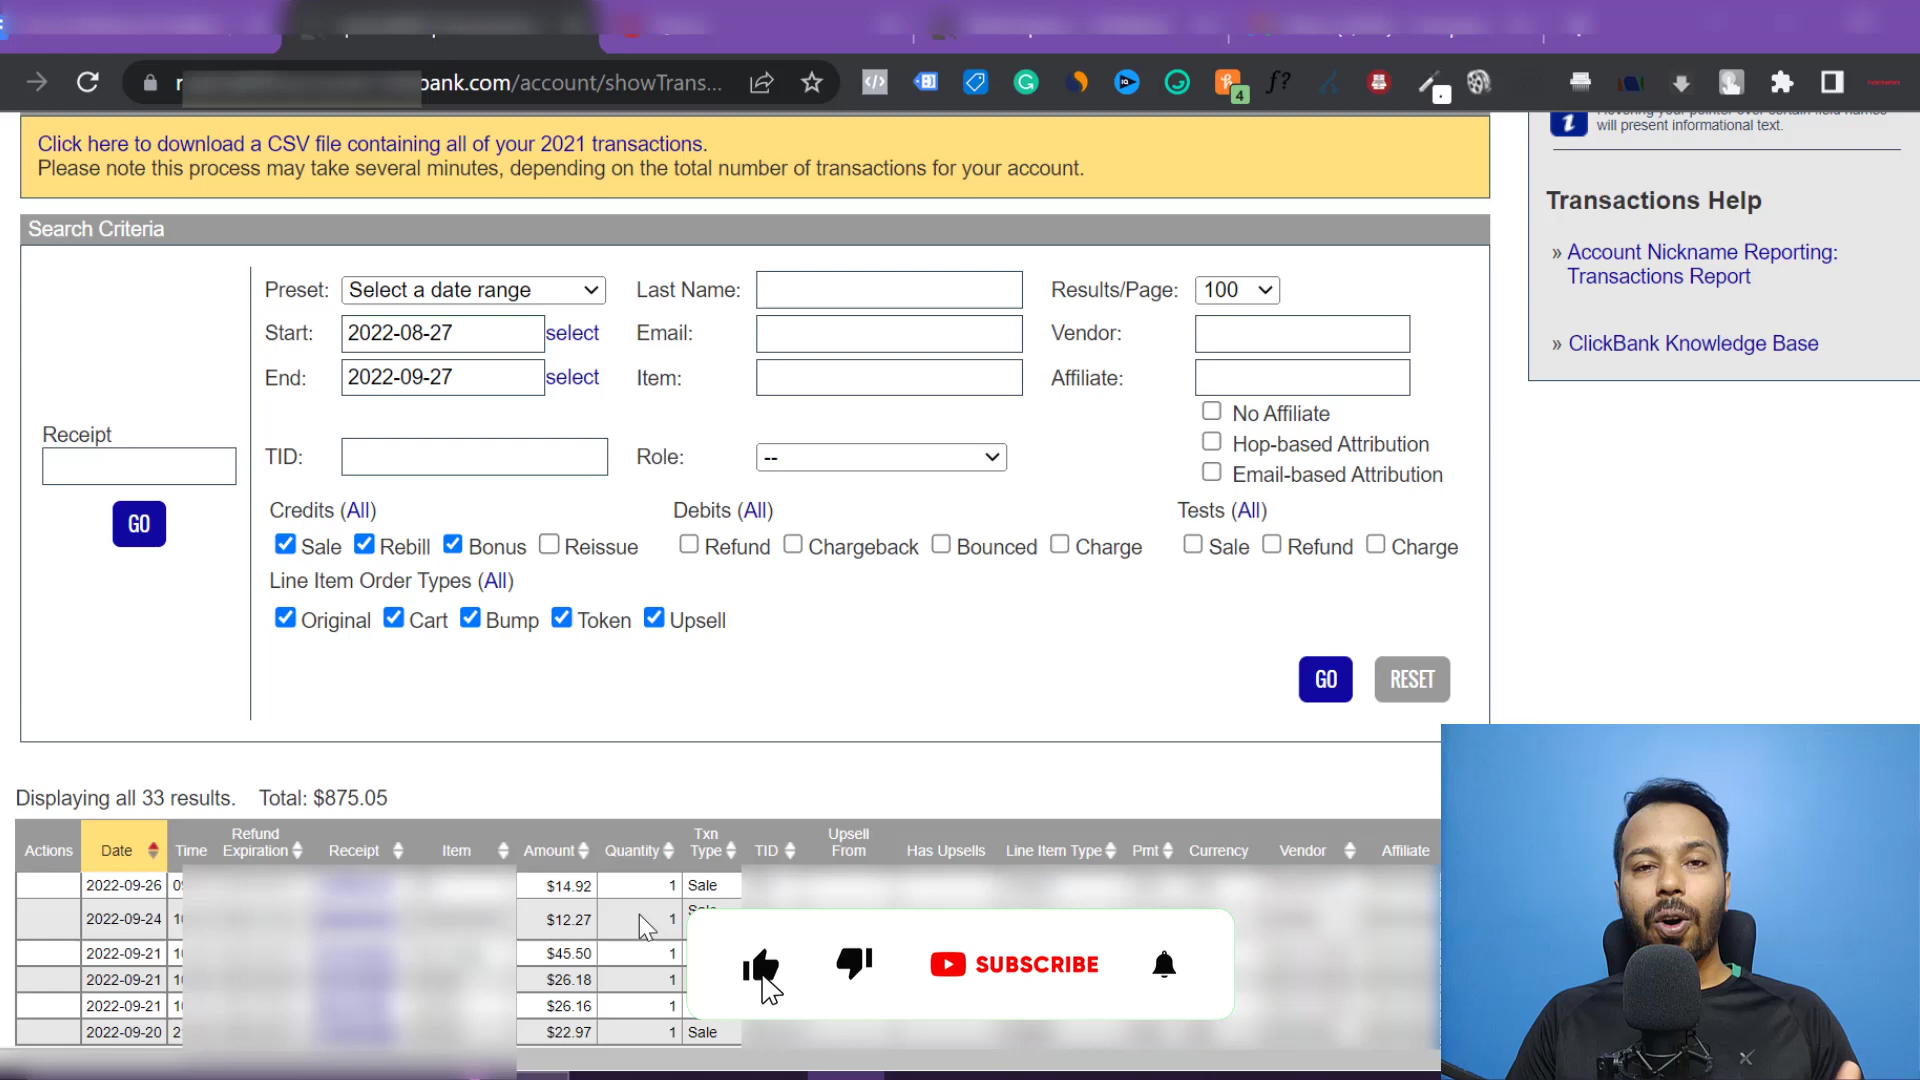 bank.com/account/showTrans...
4
Click here to download a CSV file containing all of your 2021 transactions.
Please note this process may take several minutes, depending on the total number of transactions for your account.
will present informational text.
Transactions Help
» Account Nickname Reporting:
Transactions Report
» ClickBank Knowledge Base
Search Criteria
Preset: Select a date range Last Name: Results/Page: 100
Start: 2022-08-27 select Email: Vendor:
End: 2022-09-27 select Item: Affiliate:
No Affiliate
Hop-based Attribution
Email-based Attribution
Receipt
GO
TID: Role: --
Credits (All) Debits (All) Tests (All)
Sale Rebill Bonus Reissue Refund Chargeback Bounced Charge Sale Refund Charge
Line Item Order Types (All)
Original Cart Bump Token Upsell
GO RESET
Displaying all 33 results. Total: $875.05
Actions Date Time Refund Expiration Receipt Item Amount Quantity Txn Type TID Upsell From Has Upsells Line Item Type Pmt Currency Vendor Affiliate
2022-09-26 $14.92 1 Sale
2022-09-24 $12.27 1 Sale
2022-09-21 $45.50 1
2022-09-21 $26.18 1
2022-09-21 $26.16 1
2022-09-20 $22.97 1 Sale
SUBSCRIBE